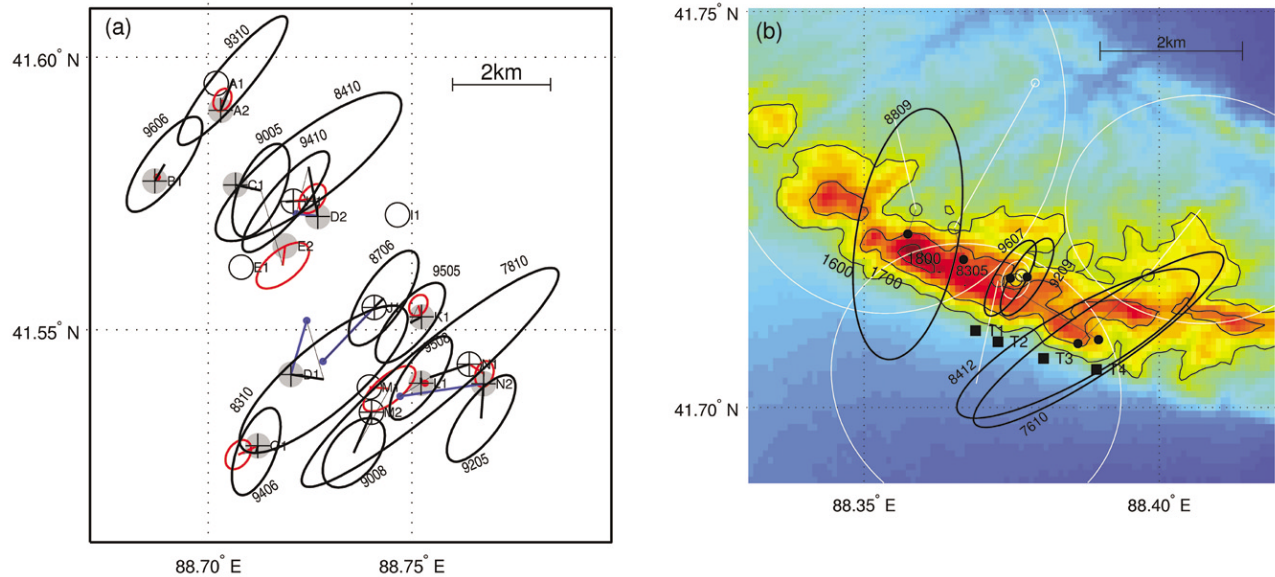 (a)
41.60° N
41.55° N
88.70° E
88.75° E
2km
9310
A1
A2
9606
B1
9005
8410
9410
C1
D2
I1
E2
E1
8706
9505
7810
J1
K1
9508
D1
8310
M1
L1
N1
M2
N2
O1
9406
9008
9205
(b)
41.75° N
41.70° N
88.35° E
88.40° E
2km
8809
9607
9209
1800
8305
1600
1700
T1
T2
T3
T4
8412
7610